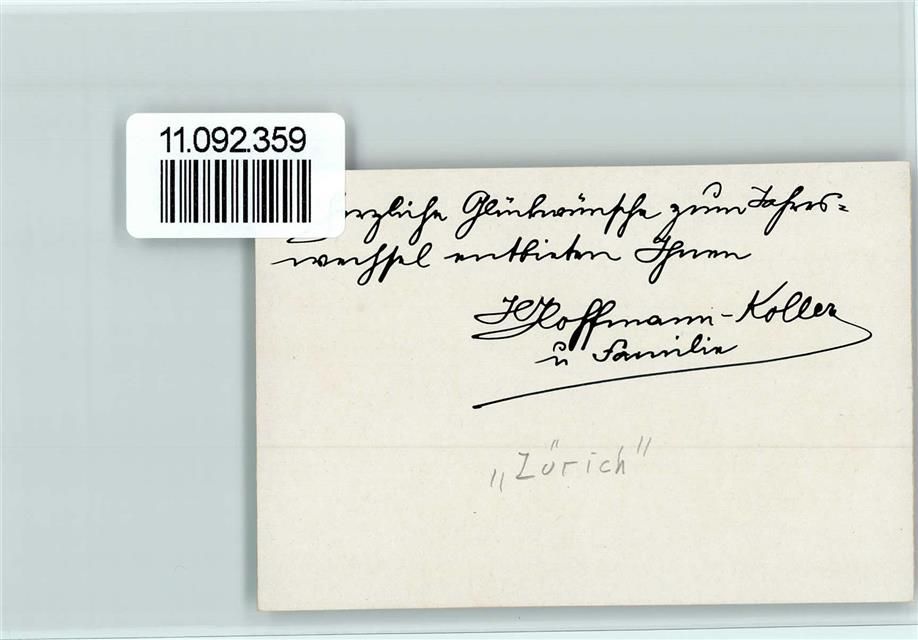 11.092.359
Herzliche Glückwünsche zum Jahres=
wechsel entbieten Ihnen
H Hoffmann-Koller
u Familie
„Zürich"